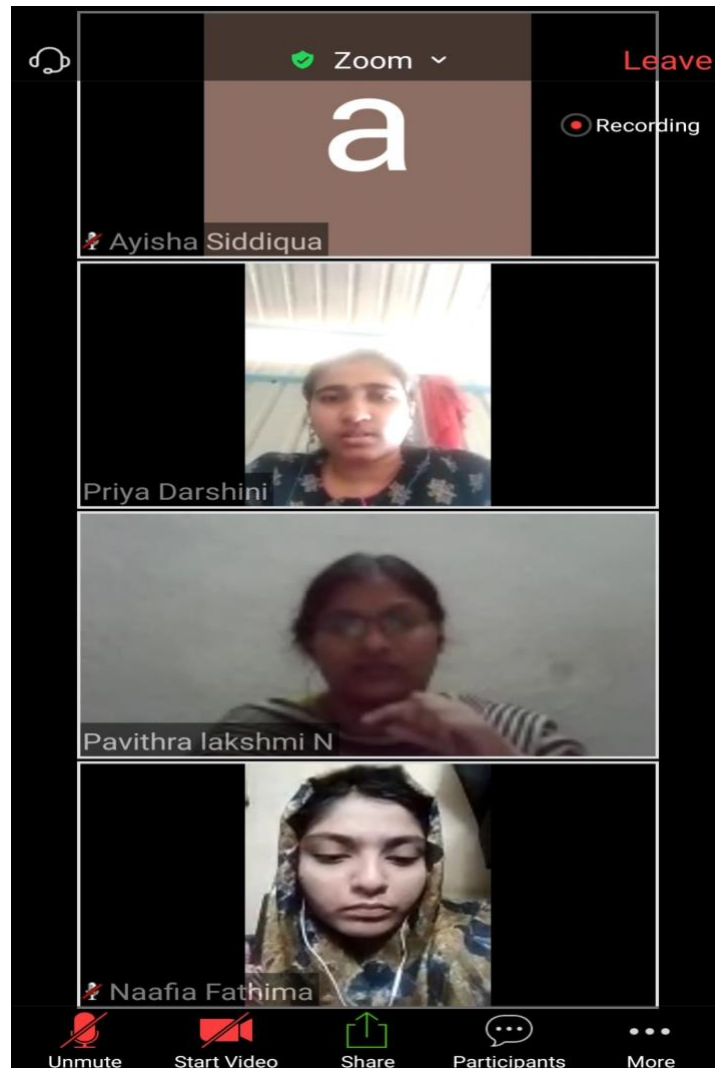 Zoom
Leave
a
Recording
Ayisha Siddiqua
Priya Darshini
Pavithra lakshmi N
Naafia Fathima
Unmute
Start Video
Share
Participants
More